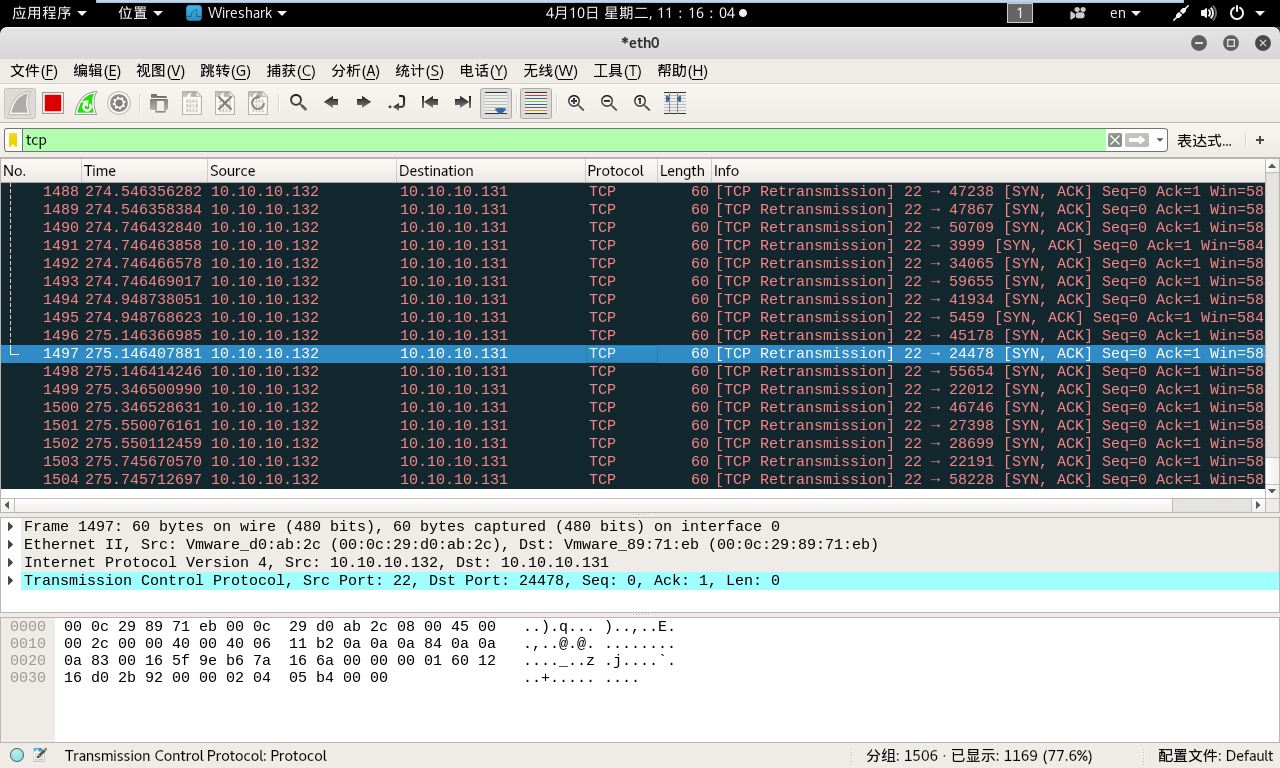 应用程序 位置 Wireshark 4月10日 星期二, 11：16：04 1 en
*eth0
文件(F) 编辑(E) 视图(V) 跳转(G) 捕获(C) 分析(A) 统计(S) 电话(Y) 无线(W) 工具(T) 帮助(H)
tcp 表达式… +
No. Time Source Destination Protocol Length Info
1488 274.546356282 10.10.10.132 10.10.10.131 TCP 60 [TCP Retransmission] 22 → 47238 [SYN, ACK] Seq=0 Ack=1 Win=58
1489 274.546358384 10.10.10.132 10.10.10.131 TCP 60 [TCP Retransmission] 22 → 47867 [SYN, ACK] Seq=0 Ack=1 Win=58
1490 274.746432840 10.10.10.132 10.10.10.131 TCP 60 [TCP Retransmission] 22 → 50709 [SYN, ACK] Seq=0 Ack=1 Win=58
1491 274.746463858 10.10.10.132 10.10.10.131 TCP 60 [TCP Retransmission] 22 → 3999 [SYN, ACK] Seq=0 Ack=1 Win=584
1492 274.746466578 10.10.10.132 10.10.10.131 TCP 60 [TCP Retransmission] 22 → 34065 [SYN, ACK] Seq=0 Ack=1 Win=58
1493 274.746469017 10.10.10.132 10.10.10.131 TCP 60 [TCP Retransmission] 22 → 59655 [SYN, ACK] Seq=0 Ack=1 Win=58
1494 274.948738051 10.10.10.132 10.10.10.131 TCP 60 [TCP Retransmission] 22 → 41934 [SYN, ACK] Seq=0 Ack=1 Win=58
1495 274.948768623 10.10.10.132 10.10.10.131 TCP 60 [TCP Retransmission] 22 → 5459 [SYN, ACK] Seq=0 Ack=1 Win=584
1496 275.146366985 10.10.10.132 10.10.10.131 TCP 60 [TCP Retransmission] 22 → 45178 [SYN, ACK] Seq=0 Ack=1 Win=58
1497 275.146407881 10.10.10.132 10.10.10.131 TCP 60 [TCP Retransmission] 22 → 24478 [SYN, ACK] Seq=0 Ack=1 Win=58
1498 275.146414246 10.10.10.132 10.10.10.131 TCP 60 [TCP Retransmission] 22 → 55654 [SYN, ACK] Seq=0 Ack=1 Win=58
1499 275.346500990 10.10.10.132 10.10.10.131 TCP 60 [TCP Retransmission] 22 → 22012 [SYN, ACK] Seq=0 Ack=1 Win=58
1500 275.346528631 10.10.10.132 10.10.10.131 TCP 60 [TCP Retransmission] 22 → 46746 [SYN, ACK] Seq=0 Ack=1 Win=58
1501 275.550076161 10.10.10.132 10.10.10.131 TCP 60 [TCP Retransmission] 22 → 27398 [SYN, ACK] Seq=0 Ack=1 Win=58
1502 275.550112459 10.10.10.132 10.10.10.131 TCP 60 [TCP Retransmission] 22 → 28699 [SYN, ACK] Seq=0 Ack=1 Win=58
1503 275.745670570 10.10.10.132 10.10.10.131 TCP 60 [TCP Retransmission] 22 → 22191 [SYN, ACK] Seq=0 Ack=1 Win=58
1504 275.745712697 10.10.10.132 10.10.10.131 TCP 60 [TCP Retransmission] 22 → 58228 [SYN, ACK] Seq=0 Ack=1 Win=58
Frame 1497: 60 bytes on wire (480 bits), 60 bytes captured (480 bits) on interface 0
Ethernet II, Src: Vmware_d0:ab:2c (00:0c:29:d0:ab:2c), Dst: Vmware_89:71:eb (00:0c:29:89:71:eb)
Internet Protocol Version 4, Src: 10.10.10.132, Dst: 10.10.10.131
Transmission Control Protocol, Src Port: 22, Dst Port: 24478, Seq: 0, Ack: 1, Len: 0
0000 00 0c 29 89 71 eb 00 0c 29 d0 ab 2c 08 00 45 00 ..).q... )..,..E.
0010 00 2c 00 00 40 00 40 06 11 b2 0a 0a 0a 84 0a 0a .,..@.@. ........
0020 0a 83 00 16 5f 9e b6 7a 16 6a 00 00 00 01 60 12 ...._..z .j....`.
0030 16 d0 2b 92 00 00 02 04 05 b4 00 00 ..+..... ....
Transmission Control Protocol: Protocol 分组: 1506 · 已显示: 1169 (77.6%) 配置文件: Default